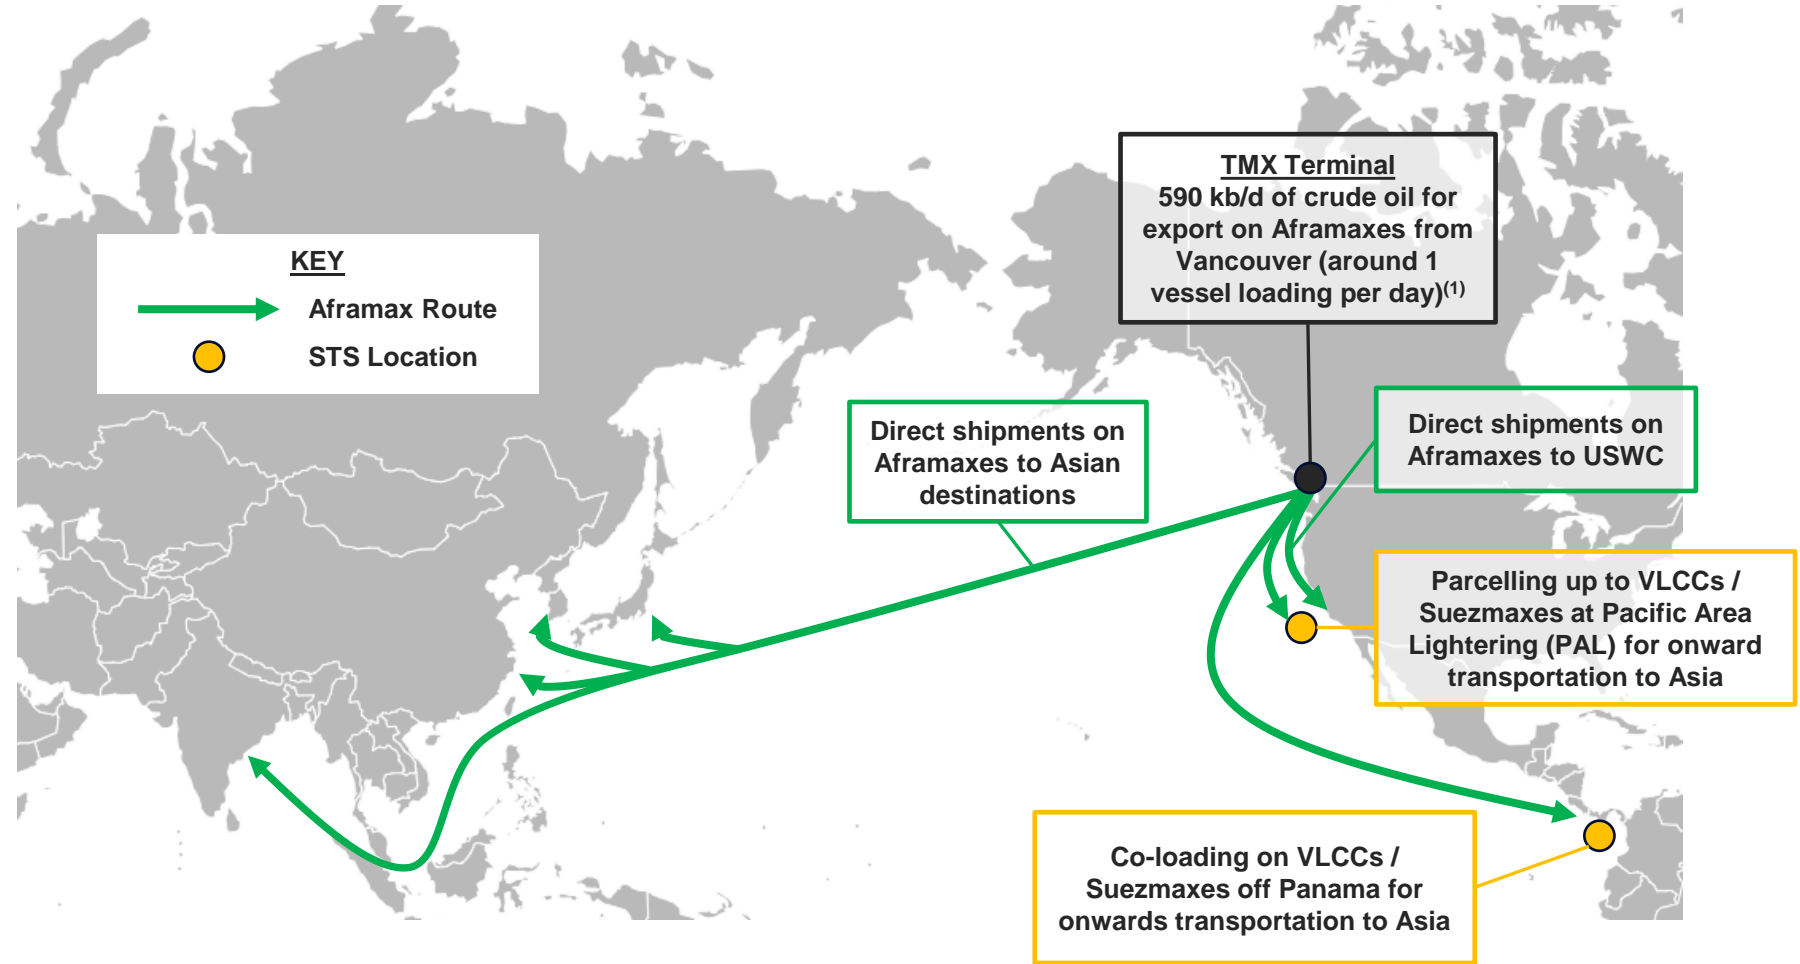 TMX Terminal
590 kb/d of crude oil for
export on Aframaxes from
Vancouver (around 1
vessel loading per day)(1)
KEY
Aframax Route
STS Location
Direct shipments on
Aframaxes to Asian
destinations
Direct shipments on
Aframaxes to USWC
Parcelling up to VLCCs /
Suezmaxes at Pacific Area
Lightering (PAL) for onward
transportation to Asia
Co-loading on VLCCs /
Suezmaxes off Panama for
onwards transportation to Asia